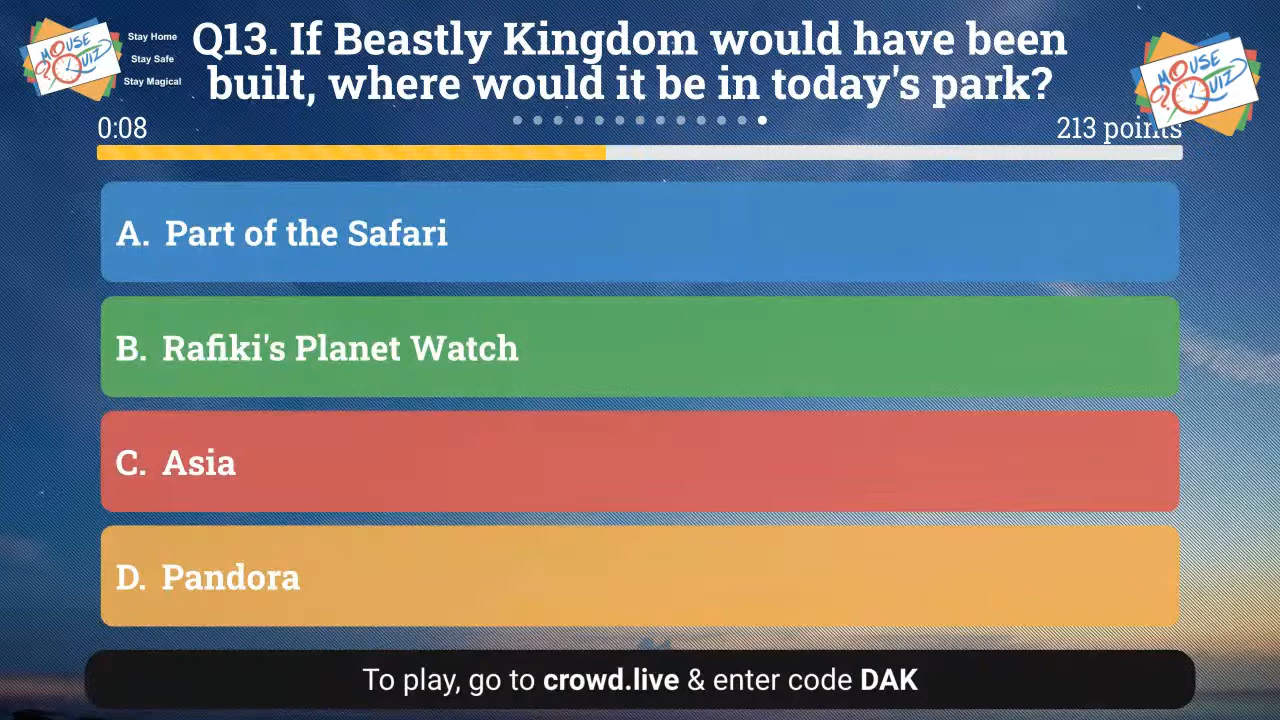 MOUSE
QUIZ
Stay Home
Stay Safe
Stay Magical
Q13. If Beastly Kingdom would have been
built, where would it be in today's park?
MOUSE
QUIZ
0:08
213 points
A. Part of the Safari
B. Rafiki's Planet Watch
C. Asia
D. Pandora
To play, go to crowd.live & enter code DAK